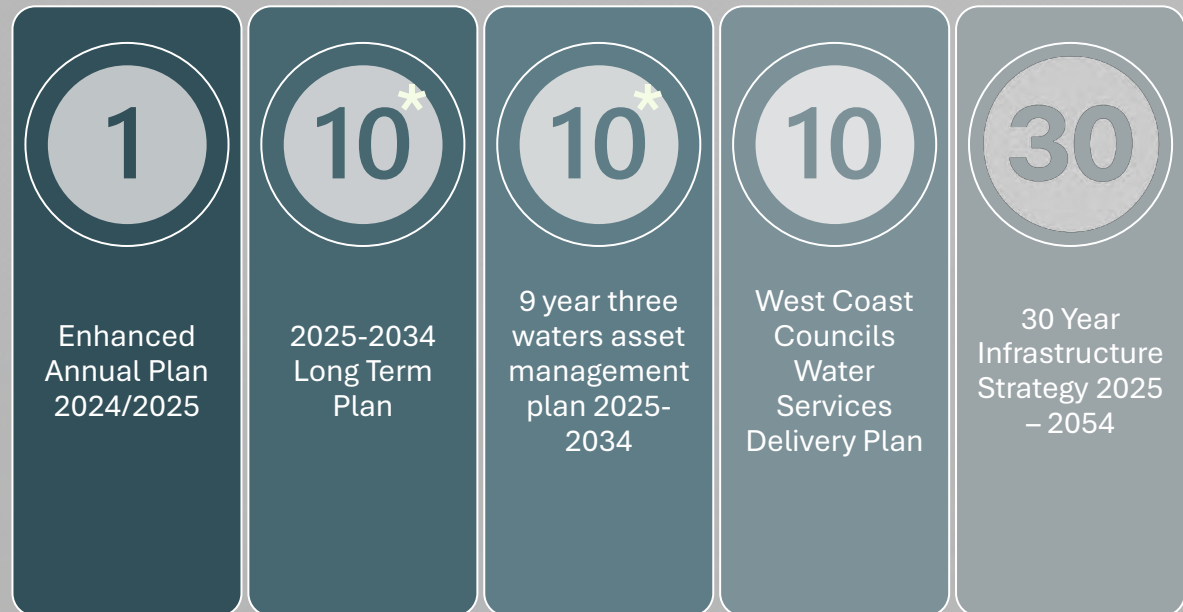 1
Enhanced
Annual Plan
2024/2025
10*
2025-2034
Long Term
Plan
10*
9 year three
waters asset
management
plan 2025-
2034
10
West Coast
Councils
Water
Services
Delivery Plan
30
30 Year
Infrastructure
Strategy 2025
– 2054